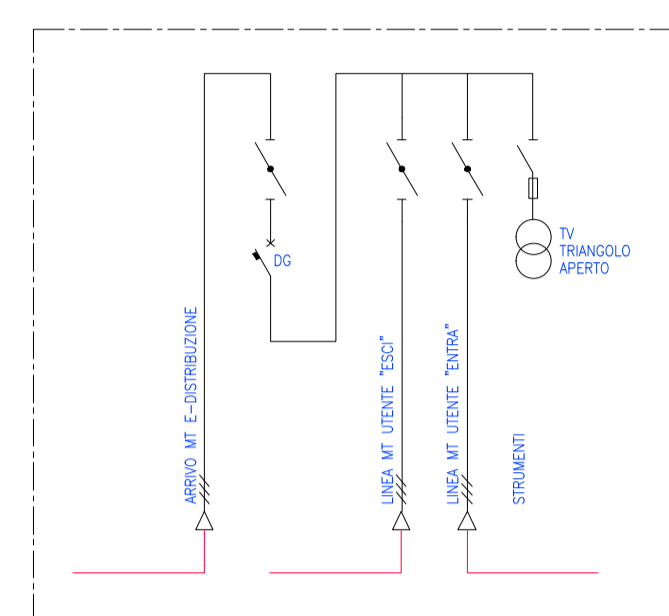 TV
TRIANGOLO
APERTO
DG
ARRIVO MT E-DISTRIBUZIONE
LINEA MT UTENTE "ESCI"
LINEA MT UTENTE "ENTRA"
STRUMENTI